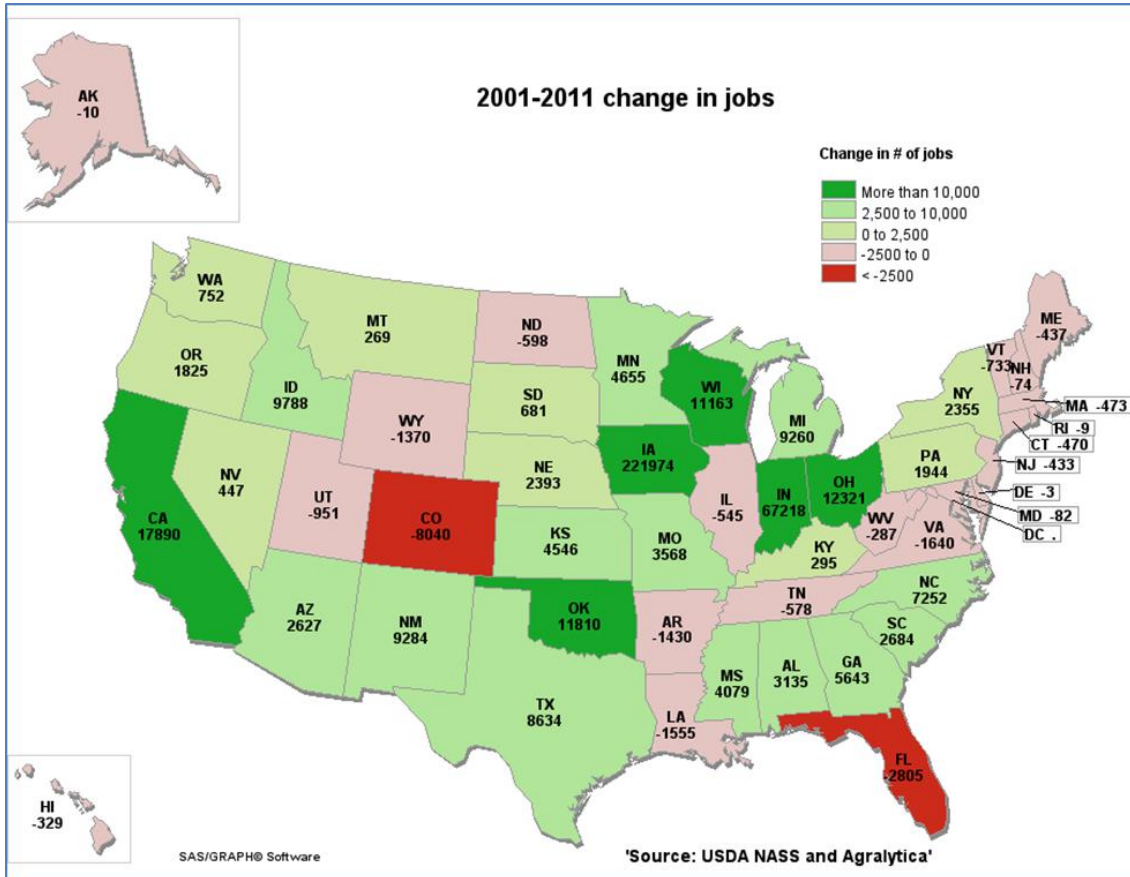 AK
-10
2001-2011 change in jobs
Change in # of jobs
More than 10,000
2,500 to 10,000
0 to 2,500
-2500 to 0
< -2500
WA
752
MT
269
ND
-598
MN
4655
OR
1825
ID
9788
WY
-1370
SD
681
WI
11163
MI
9260
NY
2355
VT
-733
NH
-74
ME
-437
MA -473
RI -9
CT -470
NJ -433
DE -3
MD -82
DC .
CA
17890
NV
447
UT
-951
CO
-8040
NE
2393
IA
221974
IL
-545
IN
67218
OH
12321
PA
1944
WV
-287
VA
-1640
KS
4546
MO
3568
KY
295
AZ
2627
NM
9284
OK
11810
AR
-1430
TN
-578
NC
7252
SC
2684
TX
8634
LA
-1555
MS
4079
AL
3135
GA
5643
FL
-2805
HI
-329
SAS/GRAPH® Software
'Source: USDA NASS and Agralytica'